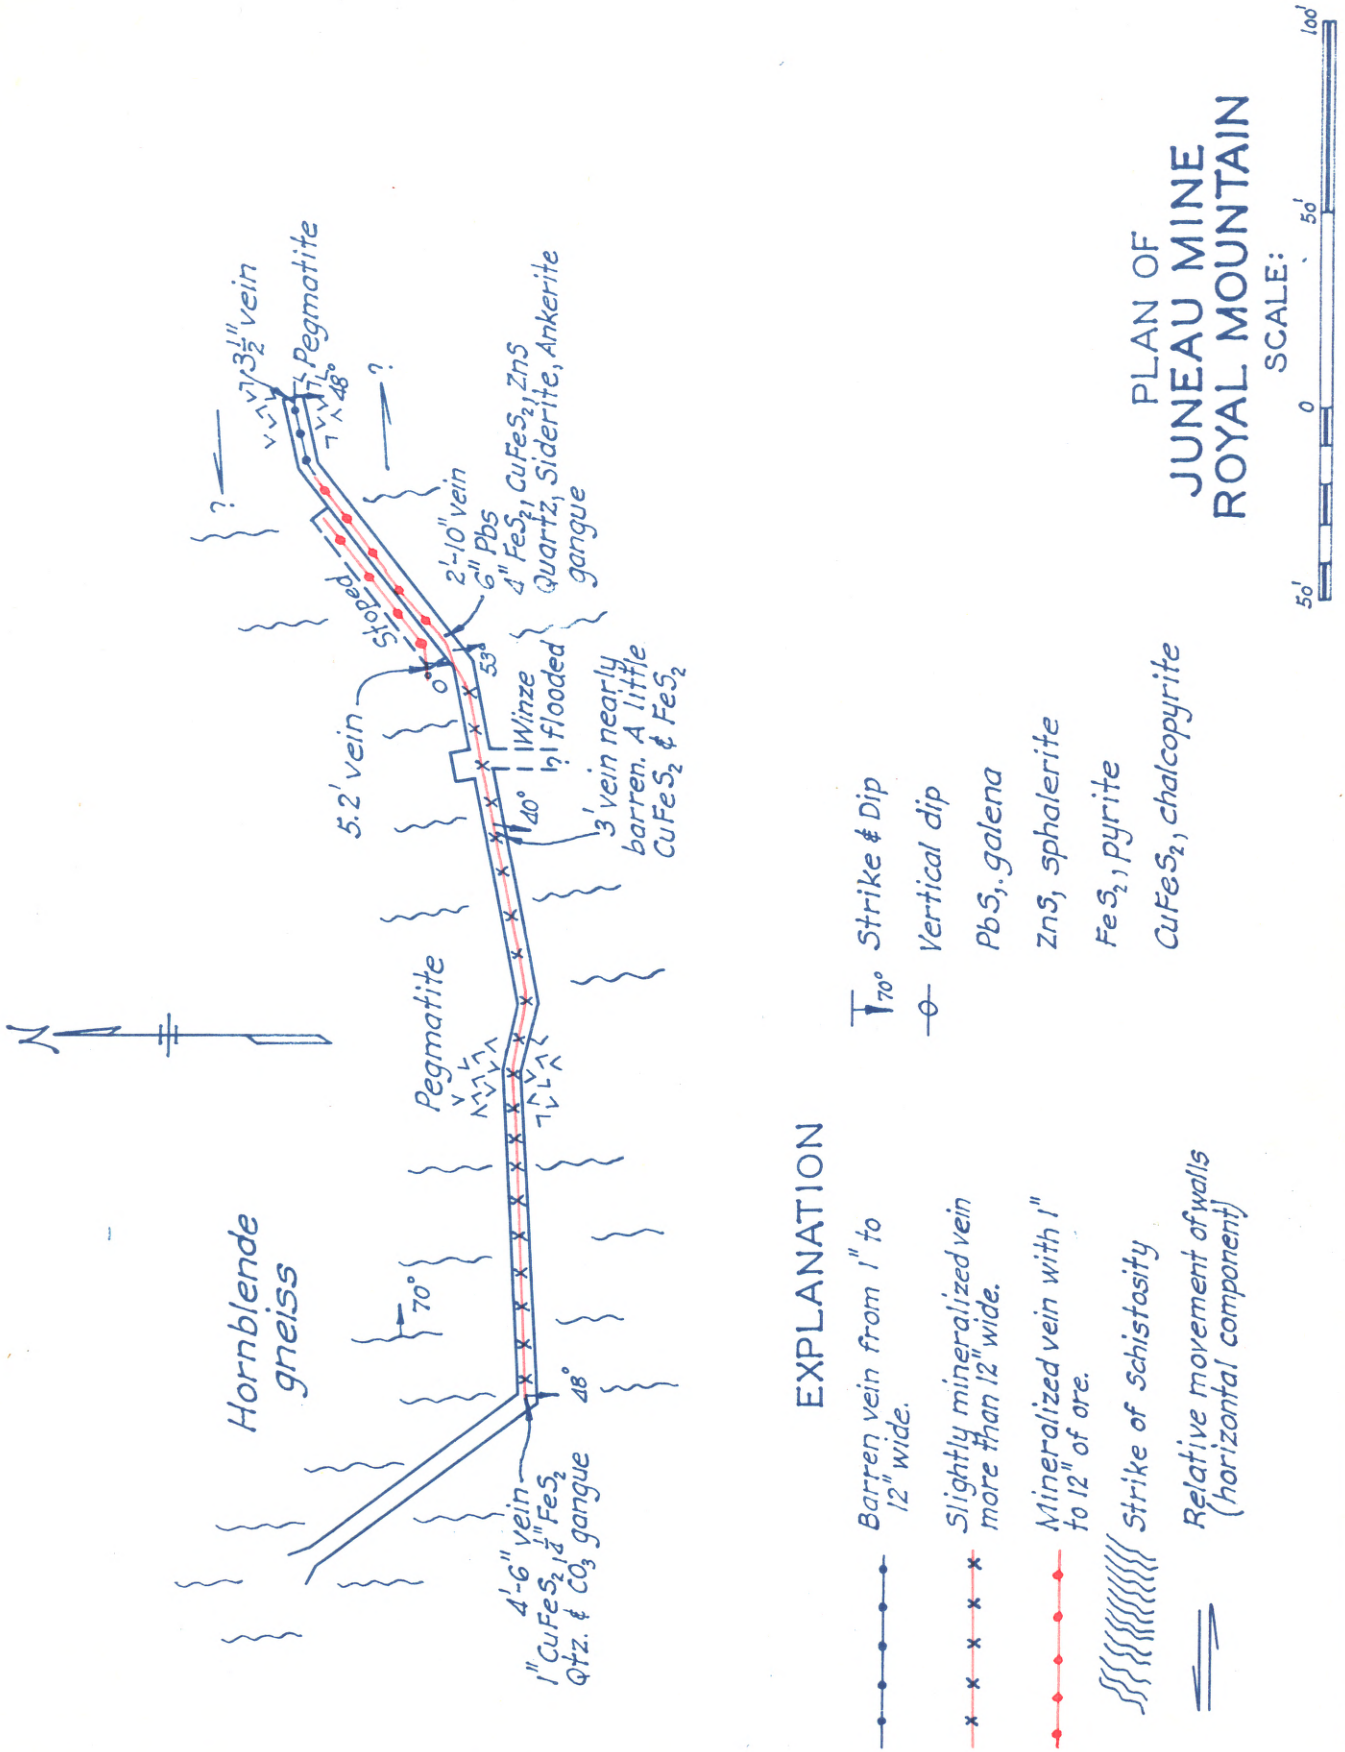 N
Hornblende
gneiss
70°
Pegmatite
5.2' vein
Stoped
0
?
3½" vein
Pegmatite
48°
?
4'-6" vein
1" CuFeS₂, ¼" FeS₂
Qtz. & CO₃ gangue
48°
40°
3' vein nearly
barren. A little
CuFeS₂ & FeS₂
Winze
flooded
?
53°
2'-10" vein
6" Pbs
4" FeS₂, CuFeS₂, ZnS
Quartz, Siderite, Ankerite
gangue
EXPLANATION
Barren vein from 1" to
12" wide.
Slightly mineralized vein
more than 12" wide.
Mineralized vein with 1"
to 12" of ore.
Strike of Schistosity
Relative movement of walls
(horizontal component)
70° Strike & Dip
Vertical dip
PbS, galena
ZnS, sphalerite
FeS₂, pyrite
CuFeS₂, chalcopyrite
PLAN OF
JUNEAU MINE
ROYAL MOUNTAIN
SCALE:
50' 0 50' 100'